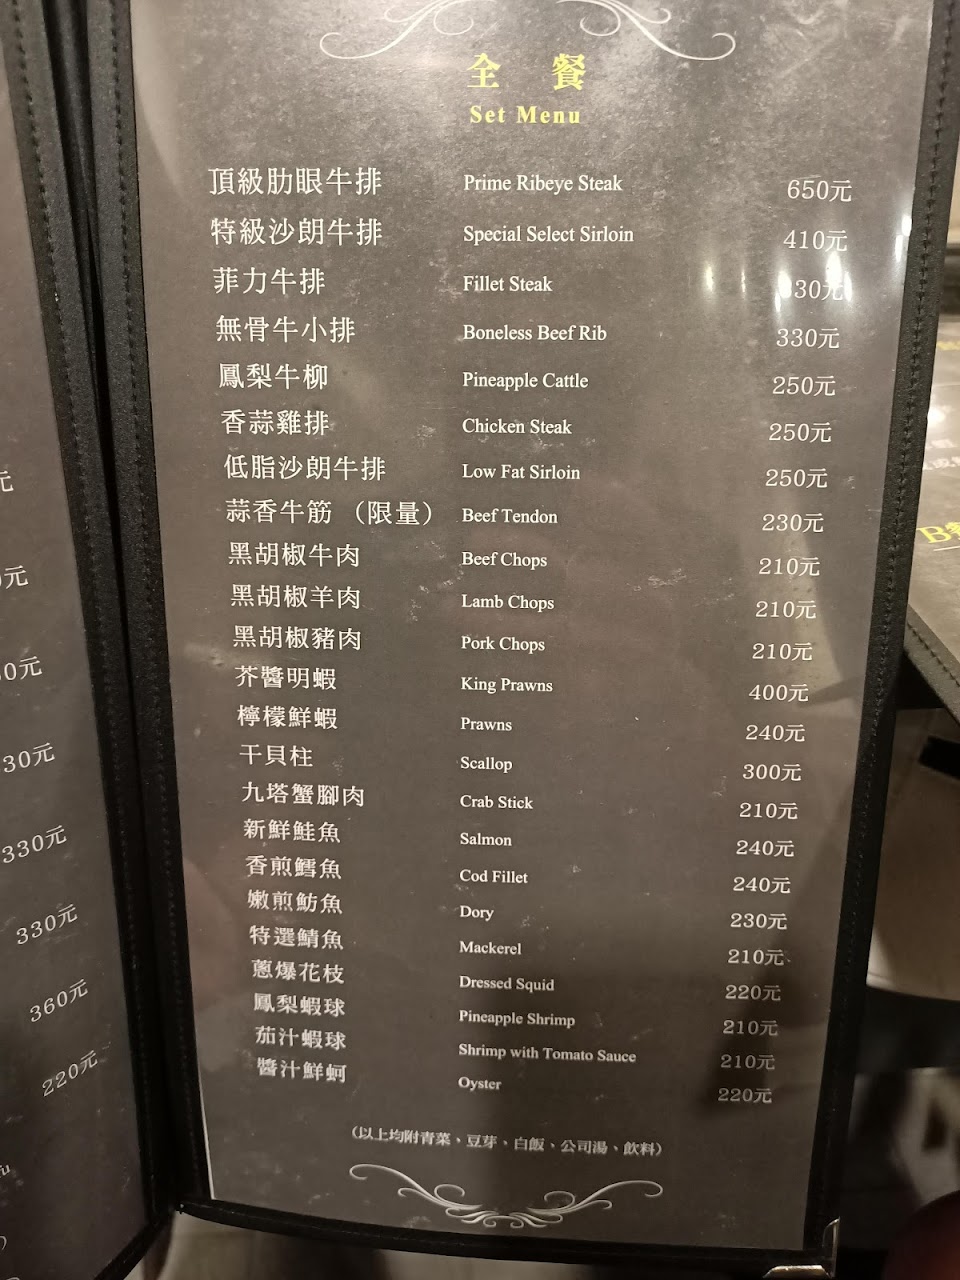 全 餐
Set Menu
頂級肋眼牛排 Prime Ribeye Steak 650元
特級沙朗牛排 Special Select Sirloin 410元
菲力牛排 Fillet Steak 330元
無骨牛小排 Boneless Beef Rib 330元
鳳梨牛柳 Pineapple Cattle 250元
香蒜雞排 Chicken Steak 250元
低脂沙朗牛排 Low Fat Sirloin 250元
蒜香牛筋 （限量） Beef Tendon 230元
黑胡椒牛肉 Beef Chops 210元
黑胡椒羊肉 Lamb Chops 210元
黑胡椒豬肉 Pork Chops 210元
芥醬明蝦 King Prawns 400元
檸檬鮮蝦 Prawns 240元
干貝柱 Scallop 300元
九塔蟹腳肉 Crab Stick 210元
新鮮鮭魚 Salmon 240元
香煎鱈魚 Cod Fillet 240元
嫩煎魴魚 Dory 230元
特選鯖魚 Mackerel 210元
蔥爆花枝 Dressed Squid 220元
鳳梨蝦球 Pineapple Shrimp 210元
茄汁蝦球 Shrimp with Tomato Sauce 210元
醬汁鮮蚵 Oyster 220元
（以上均附青菜、豆芽、白飯、公司湯、飲料）
元
0元
30元
330元
330元
360元
220元
B餐